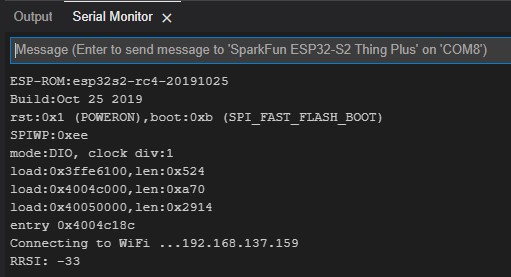 Output Serial Monitor ×
Message (Enter to send message to 'SparkFun ESP32-S2 Thing Plus' on 'COM8')
ESP-ROM:esp32s2-rc4-20191025
Build:Oct 25 2019
rst:0x1 (POWERON),boot:0xb (SPI_FAST_FLASH_BOOT)
SPIWP:0xee
mode:DIO, clock div:1
load:0x3ffe6100,len:0x524
load:0x4004c000,len:0xa70
load:0x40050000,len:0x2914
entry 0x4004c18c
Connecting to WiFi ...192.168.137.159
RRSI: -33